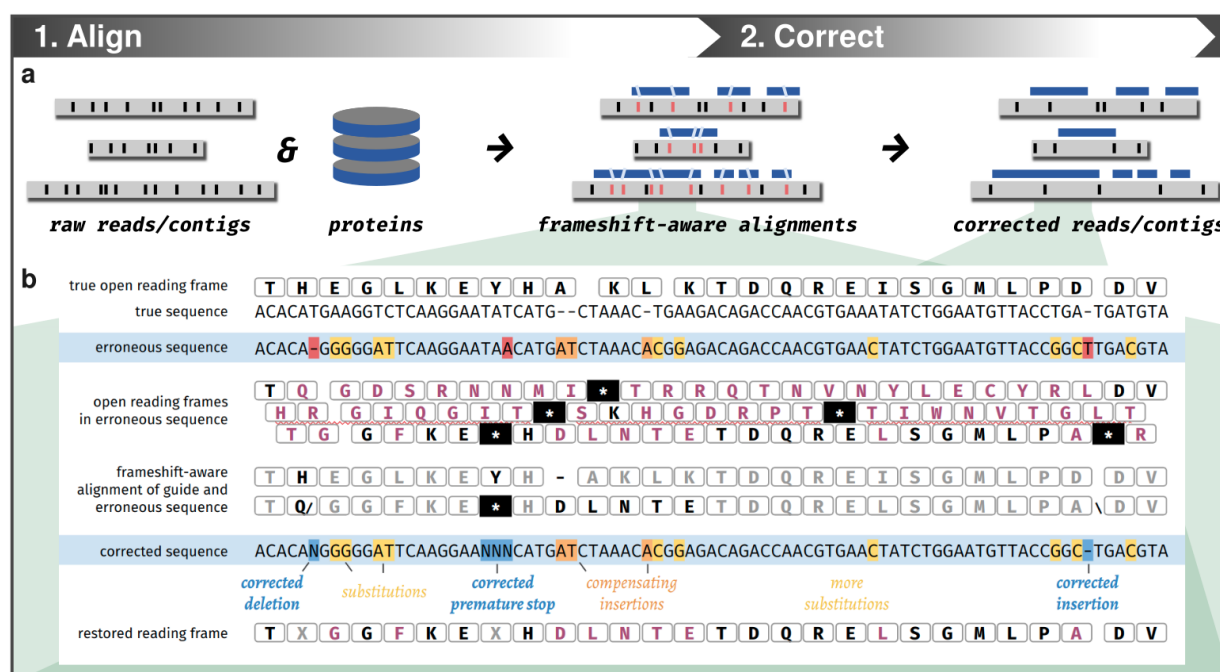 1. Align 2. Correct
a
&
raw reads/contigs proteins frameshift-aware alignments corrected reads/contigs
b
true open reading frame T H E G L K E Y H A K L K T D Q R E I S G M L P D D V
true sequence ACACATGAAGGTCTCAAGGAATATCATG--CTAAAC-TGAAGACAGACCAACGTGAAATATCTGGAATGTTACCTGA-TGATGTA
erroneous sequence ACACA-GGGGGATTCAAGGAATAACATGATCTAAACACGGAGACAGACCAACGTGAACTATCTGGAATGTTACCGGCTTGACGTA
open reading frames
in erroneous sequence
T Q G D S R N N M I * T R R Q T N V N Y L E C Y R L D V
H R G I Q G I T * S K H G D R P T * T I W N V T G L T
T G G F K E * H D L N T E T D Q R E L S G M L P A * R
frameshift-aware
alignment of guide and
erroneous sequence
T H E G L K E Y H - A K L K T D Q R E I S G M L P D D V
T Q/ G G F K E * H D L N T E T D Q R E L S G M L P A \ D V
corrected sequence ACACANGGGGGATTCAAGGAANNNCATGATCTAAACACGGAGACAGACCAACGTGAACTATCTGGAATGTTACCGGC-TGACGTA
corrected
deletion
substitutions
corrected
premature stop
compensating
insertions
more
substitutions
corrected
insertion
restored reading frame T X G G F K E X H D L N T E T D Q R E L S G M L P A D V